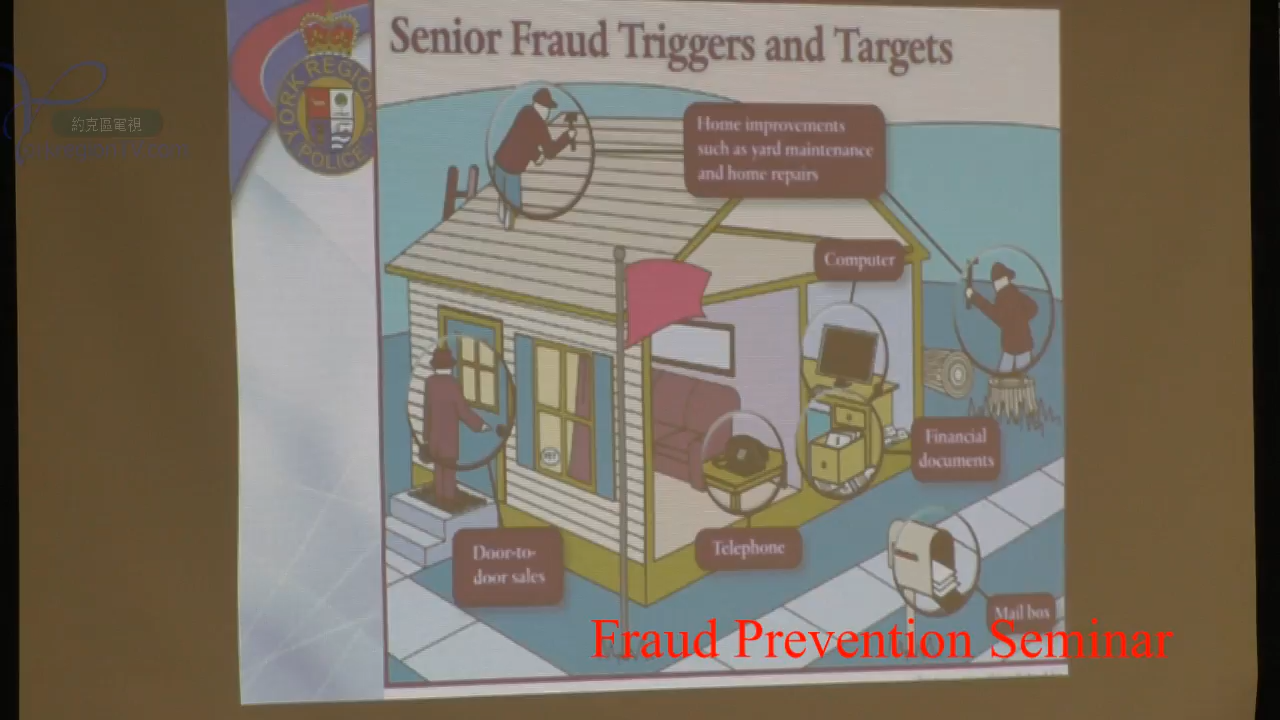 Senior Fraud Triggers and Targets
YORK REGION
POLICE
約克區電視
Home improvements
such as yard maintenance
and home repairs
Computer
Financial
documents
Door-to-
door sales
Telephone
Mail box
Fraud Prevention Seminar